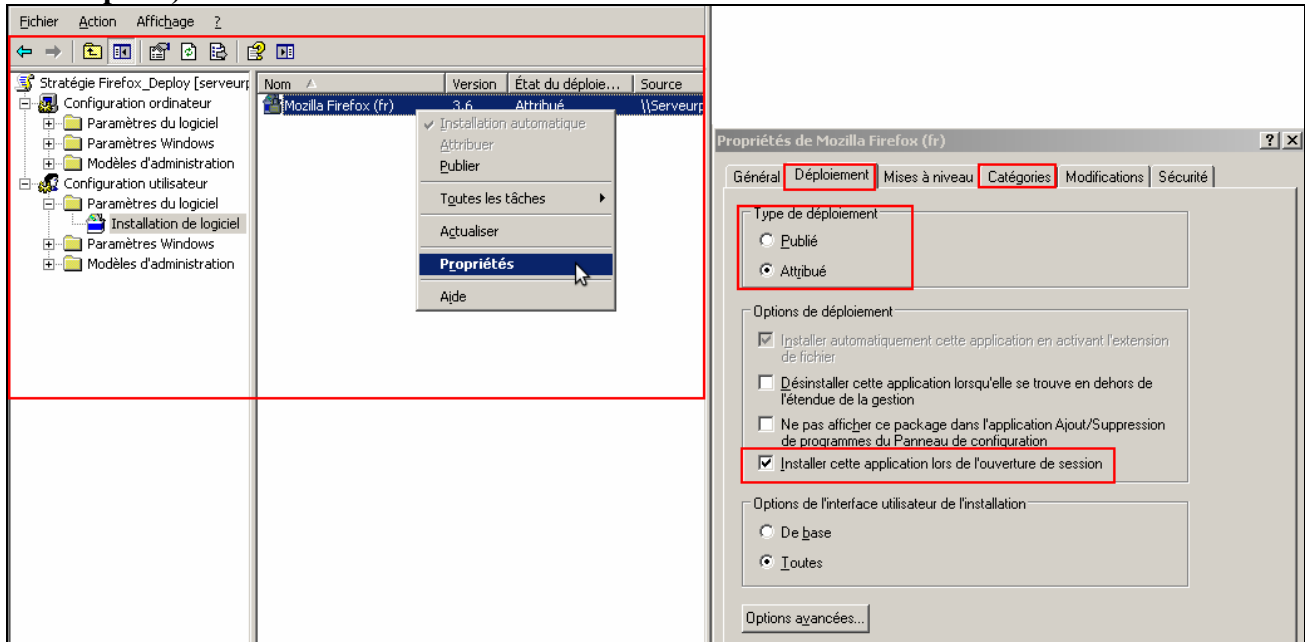 Fichier Action Affichage ?
Stratégie Firefox_Deploy [serveurp
Configuration ordinateur
Paramètres du logiciel
Paramètres Windows
Modèles d'administration
Configuration utilisateur
Paramètres du logiciel
Installation de logiciel
Paramètres Windows
Modèles d'administration
Nom Version État du déploie... Source
Mozilla Firefox (fr) 3.6 Attribué \\Serveurp
Installation automatique
Attribuer
Publier
Toutes les tâches
Actualiser
Propriétés
Aide
Propriétés de Mozilla Firefox (fr)
Général Déploiement Mises à niveau Catégories Modifications Sécurité
Type de déploiement
Publié
Attribué
Options de déploiement
Installer automatiquement cette application en activant l'extension
de fichier
Désinstaller cette application lorsqu'elle se trouve en dehors de
l'étendue de la gestion
Ne pas afficher ce package dans l'application Ajout/Suppression
de programmes du Panneau de configuration
Installer cette application lors de l'ouverture de session
Options de l'interface utilisateur de l'installation
De base
Toutes
Options avancées...